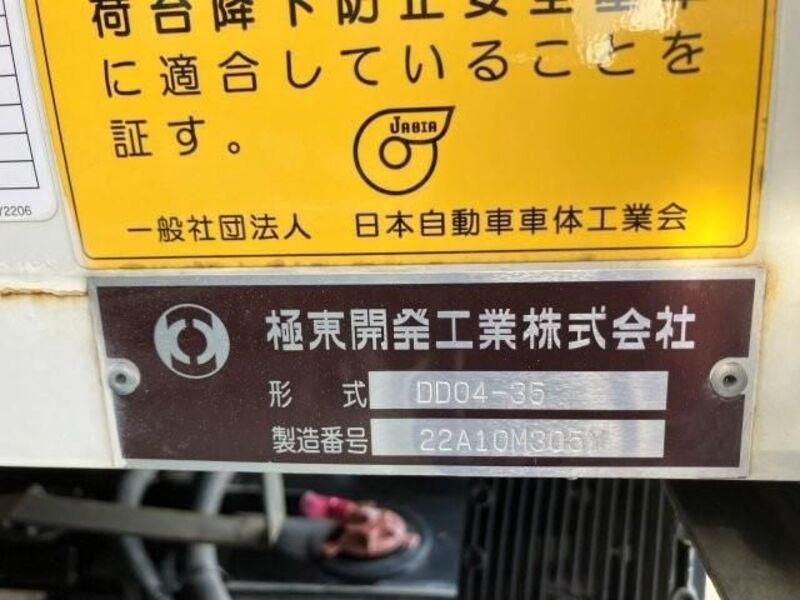 荷台降下防止安全基準
に適合していることを
証す。
JABIA
一般社団法人 日本自動車車体工業会
Y2206
極東開発工業株式会社
形 式 DD04-35
製造番号 22A10M305Y